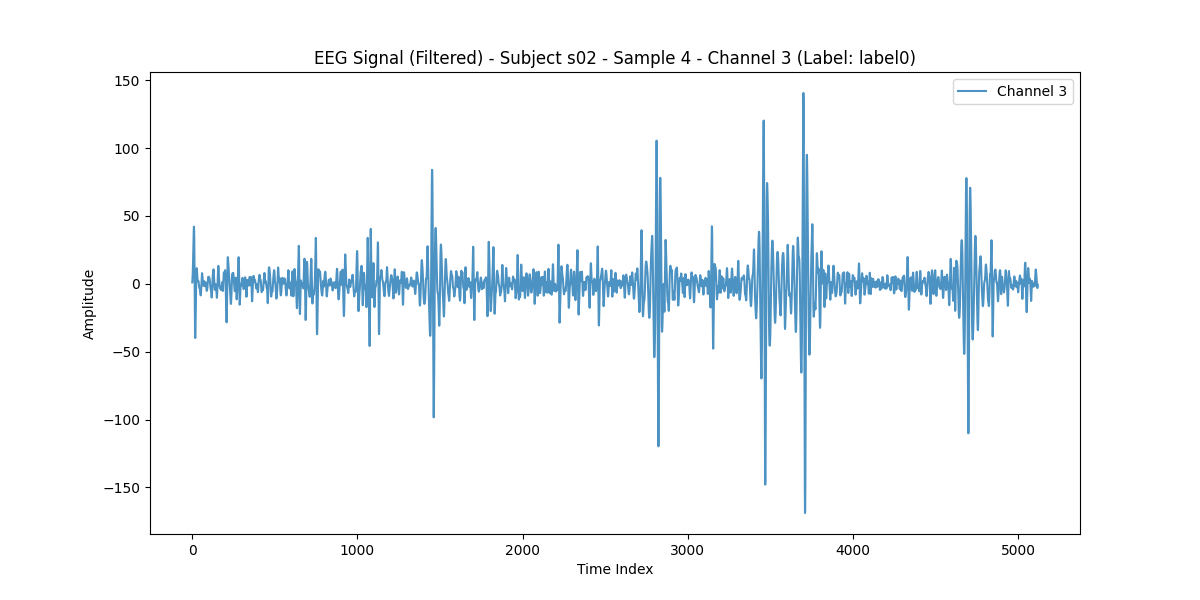 EEG Signal (Filtered) - Subject s02 - Sample 4 - Channel 3 (Label: label0)
Channel 3
150
100
50
0
−50
−100
−150
Amplitude
0 1000 2000 3000 4000 5000
Time Index